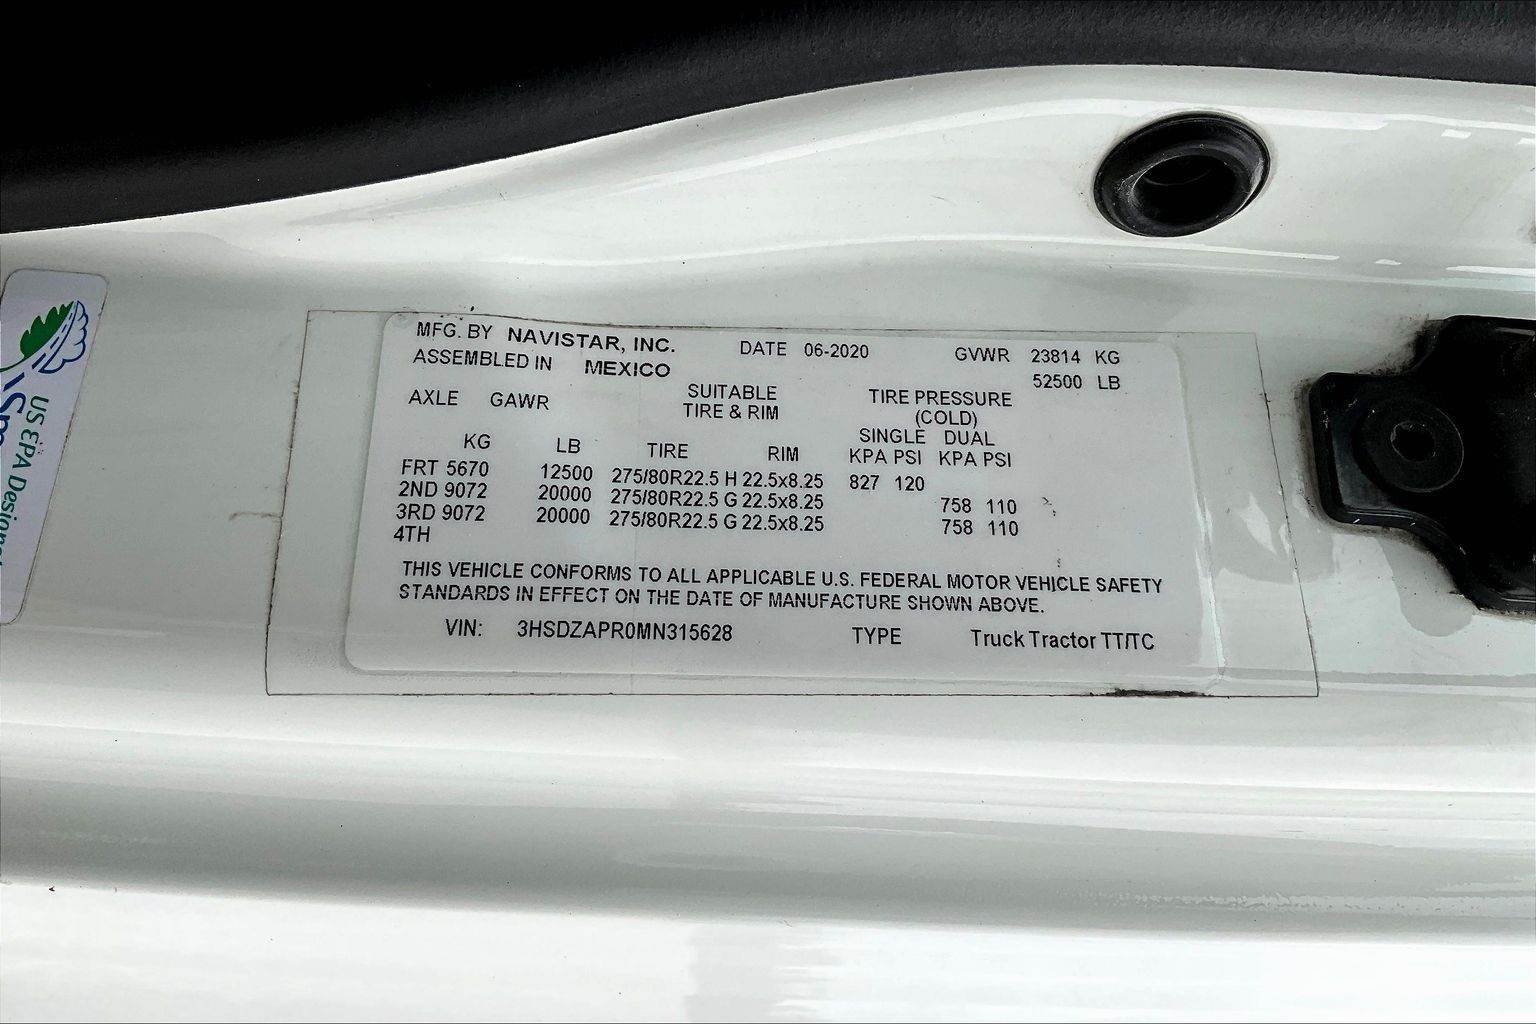 MFG. BY NAVISTAR, INC. DATE 06-2020 GVWR 23814 KG
ASSEMBLED IN MEXICO 52500 LB
AXLE GAWR SUITABLE TIRE PRESSURE
TIRE & RIM (COLD)
SINGLE DUAL
KG LB TIRE RIM KPA PSI KPA PSI
FRT 5670 12500 275/80R22.5 H 22.5x8.25 827 120
2ND 9072 20000 275/80R22.5 G 22.5x8.25 758 110
3RD 9072 20000 275/80R22.5 G 22.5x8.25 758 110
4TH
THIS VEHICLE CONFORMS TO ALL APPLICABLE U.S. FEDERAL MOTOR VEHICLE SAFETY
STANDARDS IN EFFECT ON THE DATE OF MANUFACTURE SHOWN ABOVE.
VIN: 3HSDZAPR0MN315628 TYPE Truck Tractor TT/TC
US EPA